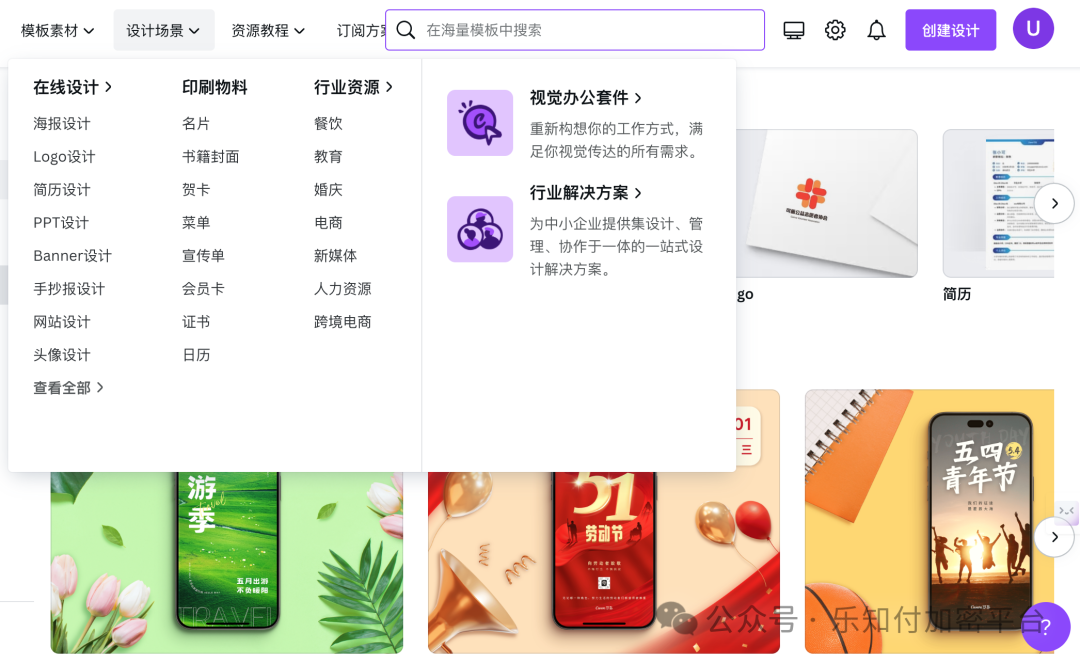 模板素材
设计场景
资源教程
订阅方案
在海量模板中搜索
创建设计
U
在线设计
海报设计
Logo设计
简历设计
PPT设计
Banner设计
手抄报设计
网站设计
头像设计
查看全部
印刷物料
名片
书籍封面
贺卡
菜单
宣传单
会员卡
证书
日历
行业资源
餐饮
教育
婚庆
电商
新媒体
人力资源
跨境电商
视觉办公套件
重新构想你的工作方式，满
足你视觉传达的所有需求。
行业解决方案
为中小企业提供集设计、管
理、协作于一体的一站式设
计解决方案。
go
简历
游
季
travel
五月出游
不负暖阳
TRAVEL
01
三
51
劳动节
YOUTH DAY
五四
5.4
青年节
公众号 · 乐知付加密平台
?